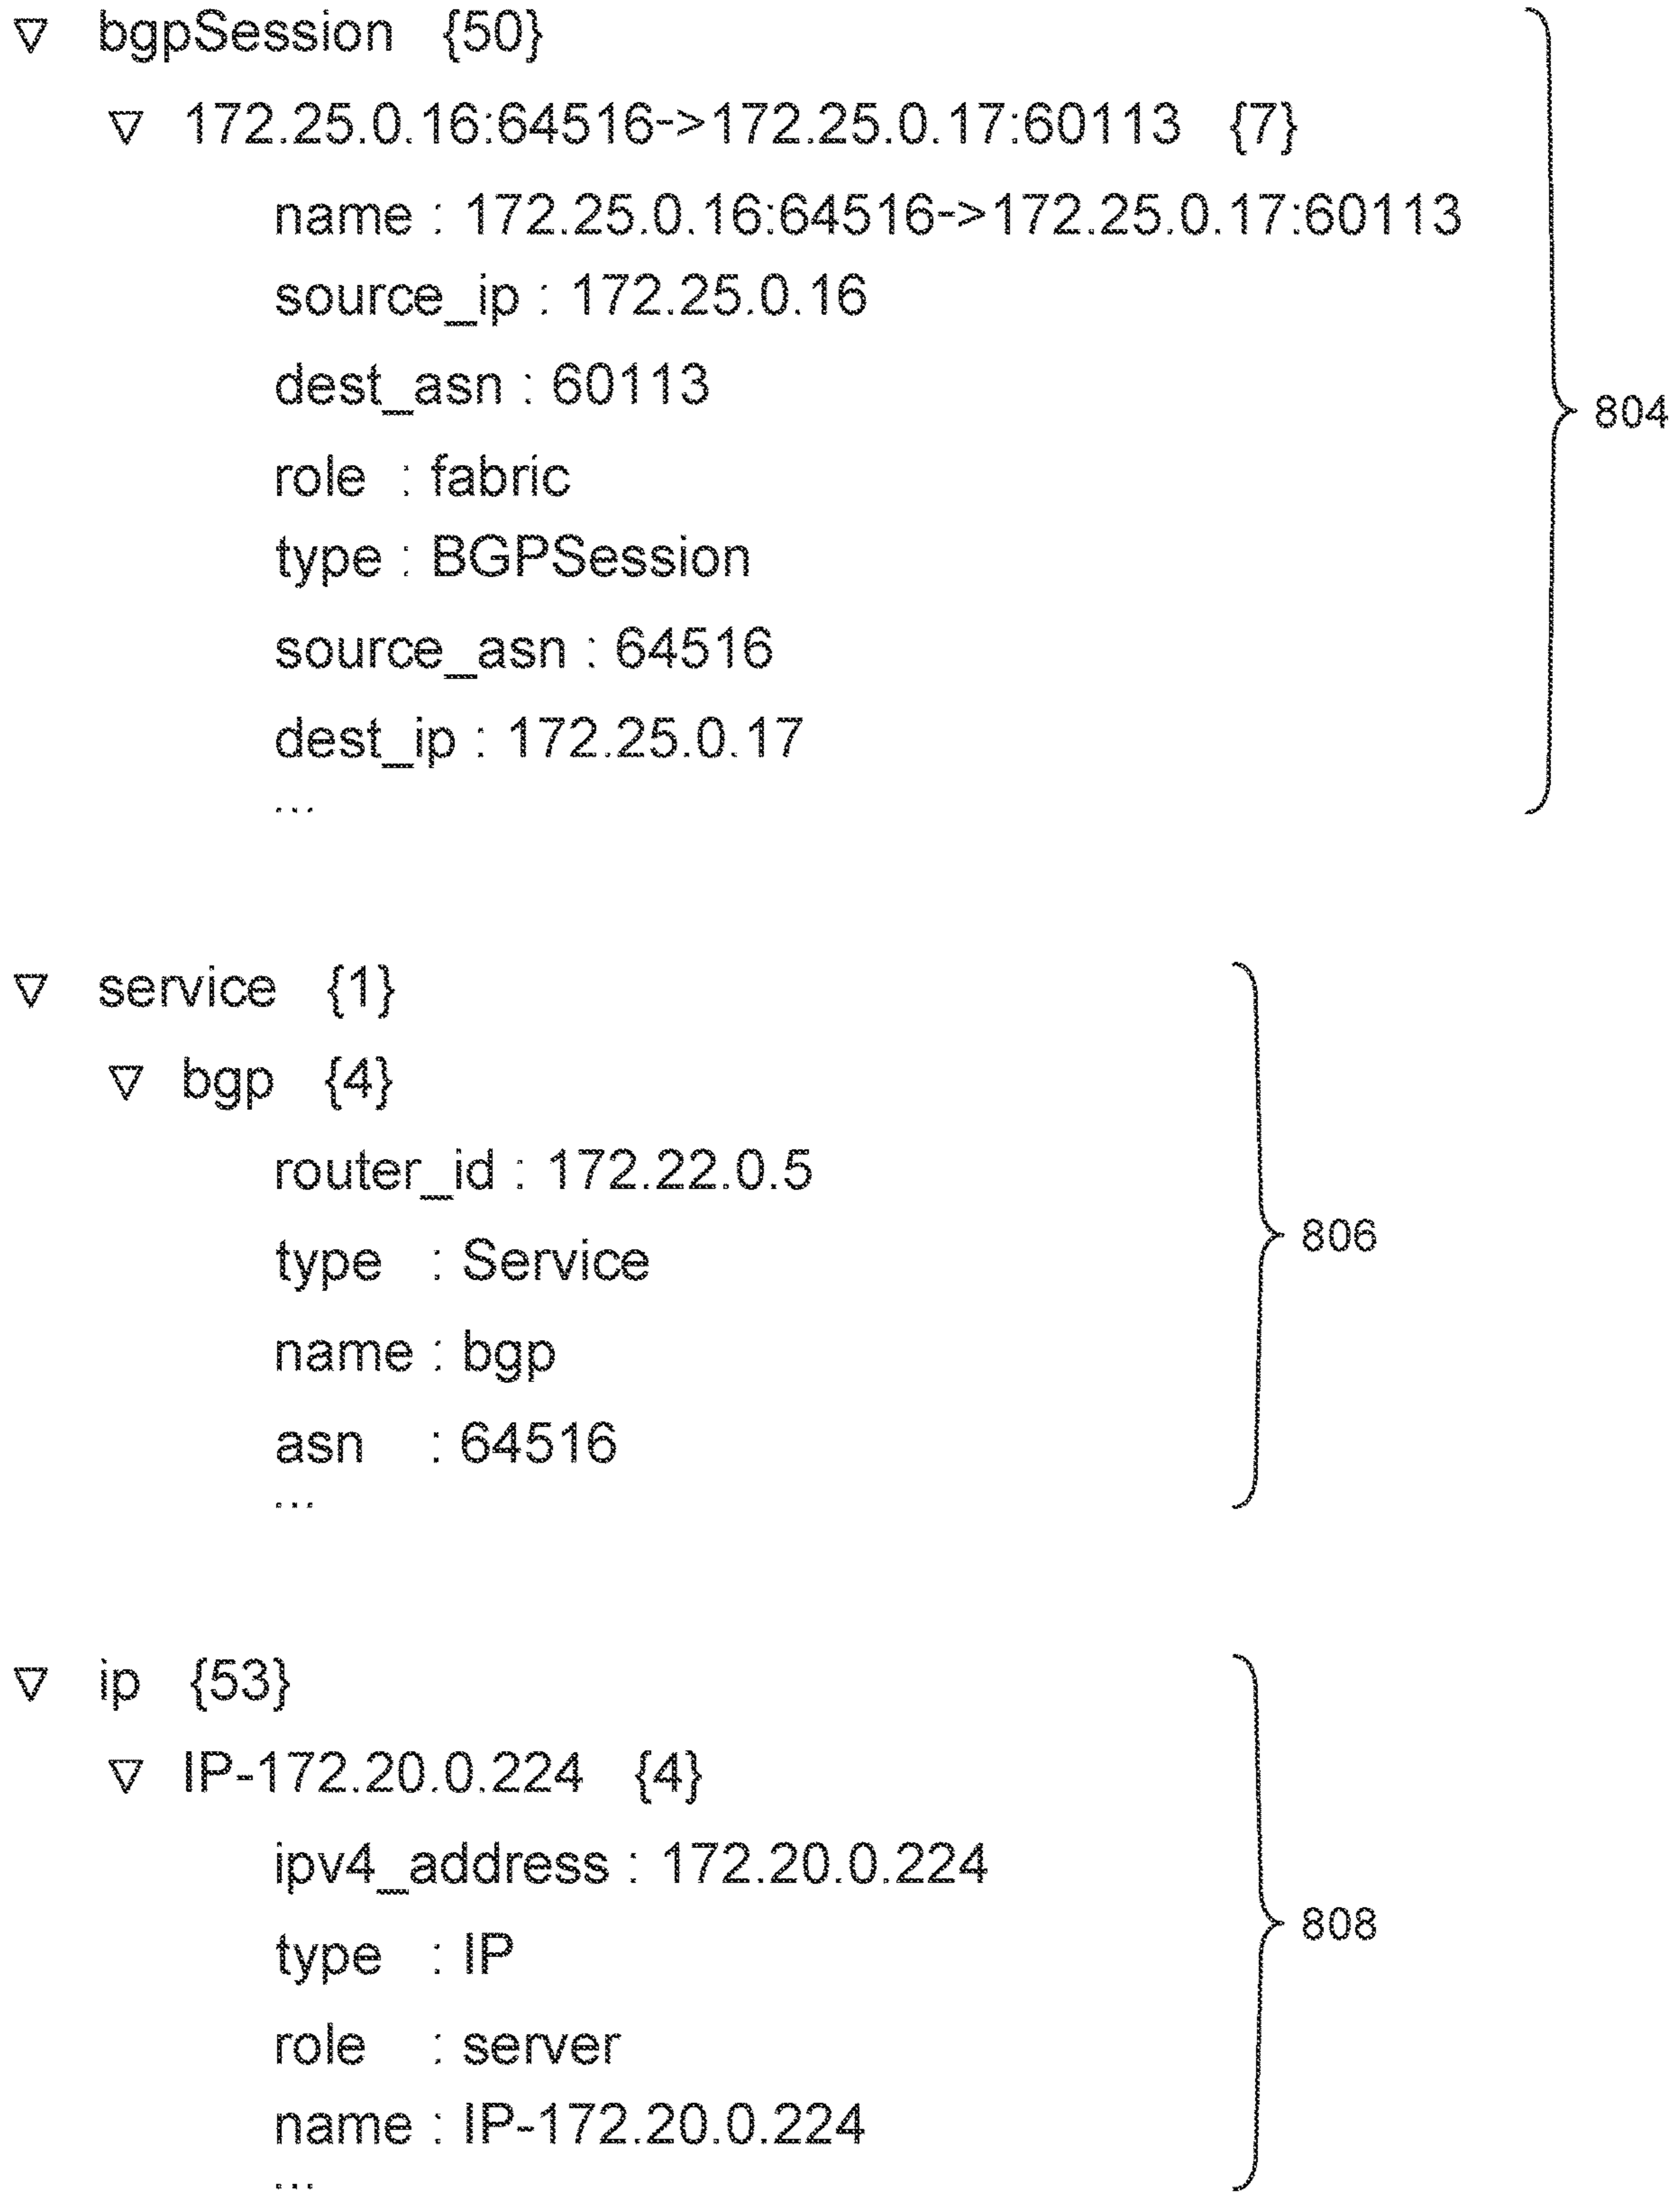 ▽ bgpSession {50}
▽ 172.25.0.16:64516->172.25.0.17:60113 {7}
name : 172.25.0.16:64516->172.25.0.17:60113
source_ip : 172.25.0.16
dest_asn : 60113
804
role : fabric
type : BGPSession
source_asn : 64516
dest_ip : 172.25.0.17
...
▽ service {1}
▽ bgp {4}
router_id : 172.22.0.5
type : Service
806
name : bgp
asn : 64516
...
▽ ip {53}
▽ IP-172.20.0.224 {4}
ipv4_address : 172.20.0.224
type : IP
808
role : server
name : IP-172.20.0.224
...